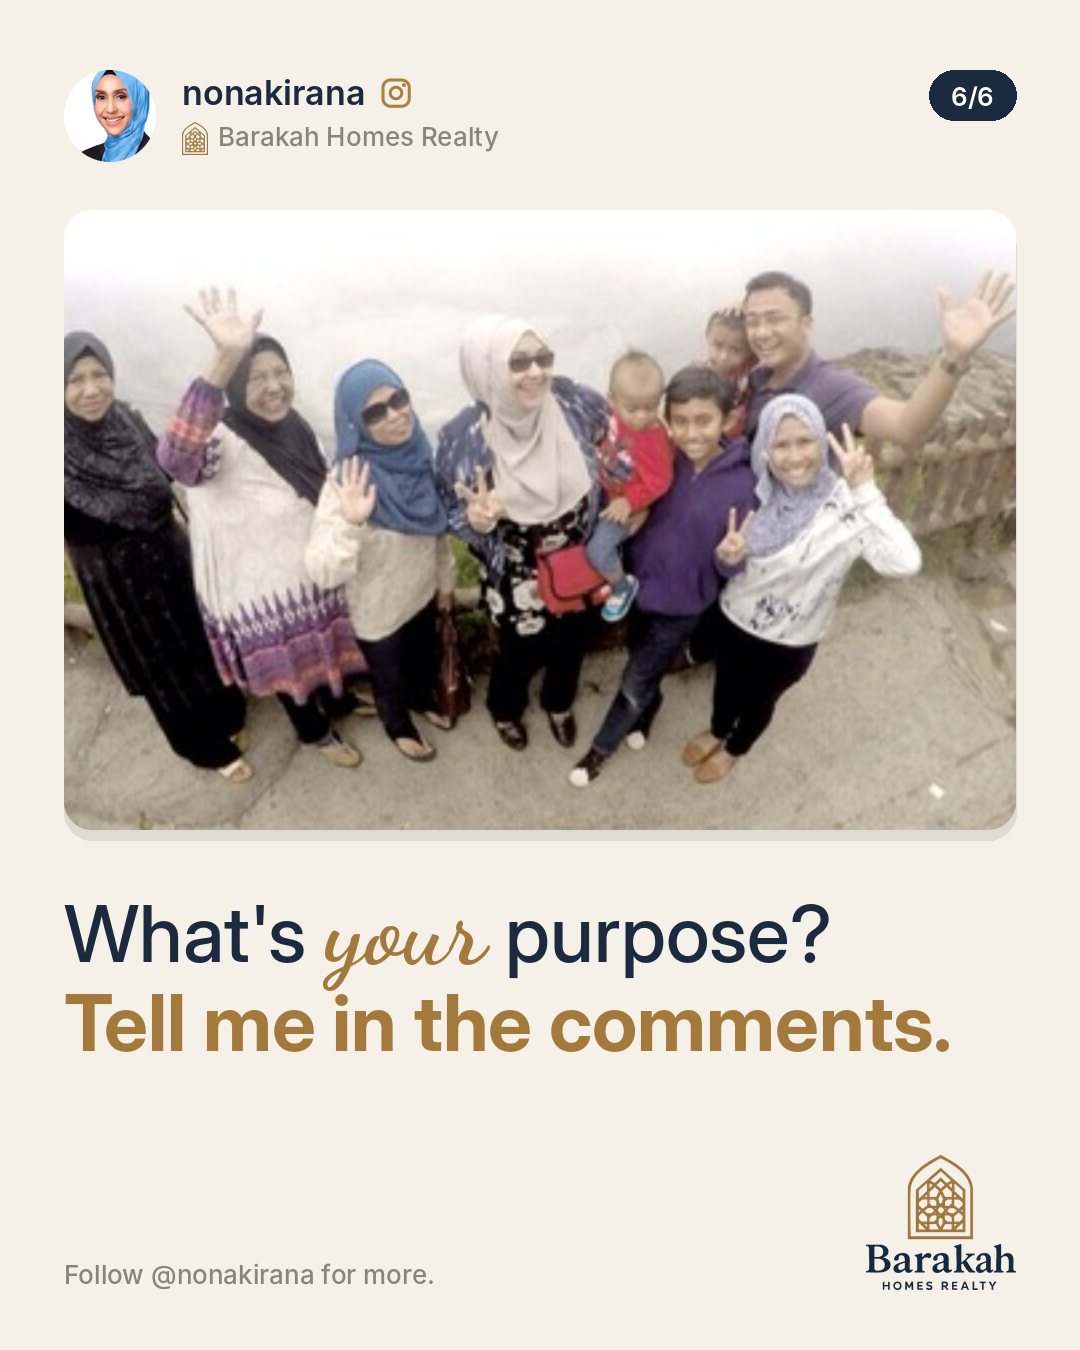 nonakirana
Barakah Homes Realty
6/6
What's your purpose?
Tell me in the comments.
Follow @nonakirana for more.
Barakah
HOMES REALTY